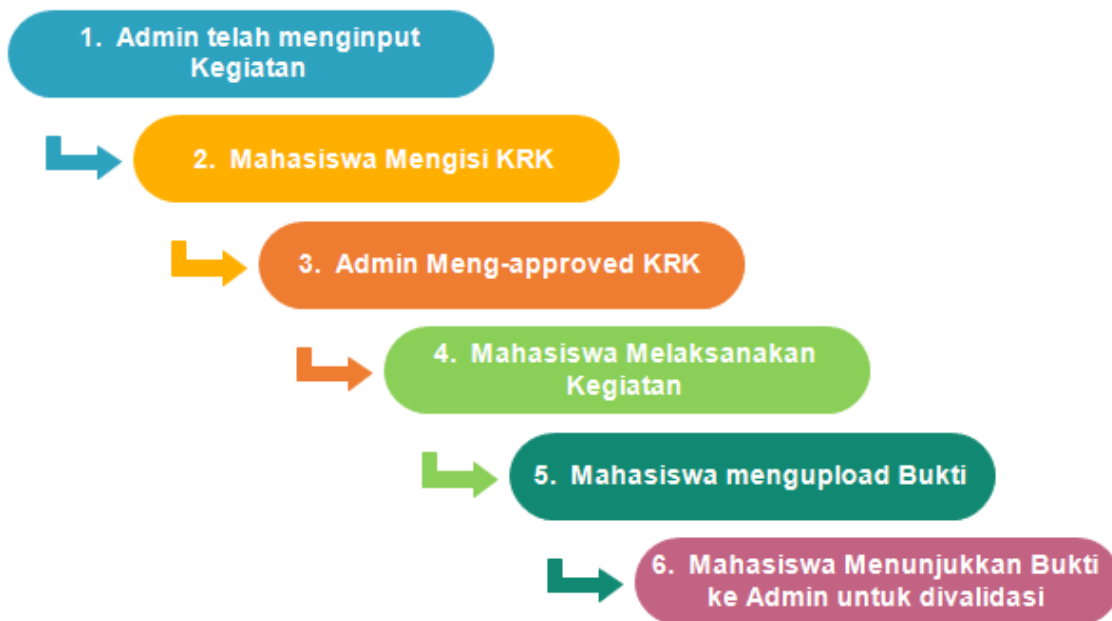 1. Admin telah menginput
Kegiatan
2. Mahasiswa Mengisi KRK
3. Admin Meng-approved KRK
4. Mahasiswa Melaksanakan
Kegiatan
5. Mahasiswa mengupload Bukti
6. Mahasiswa Menunjukkan Bukti
ke Admin untuk divalidasi